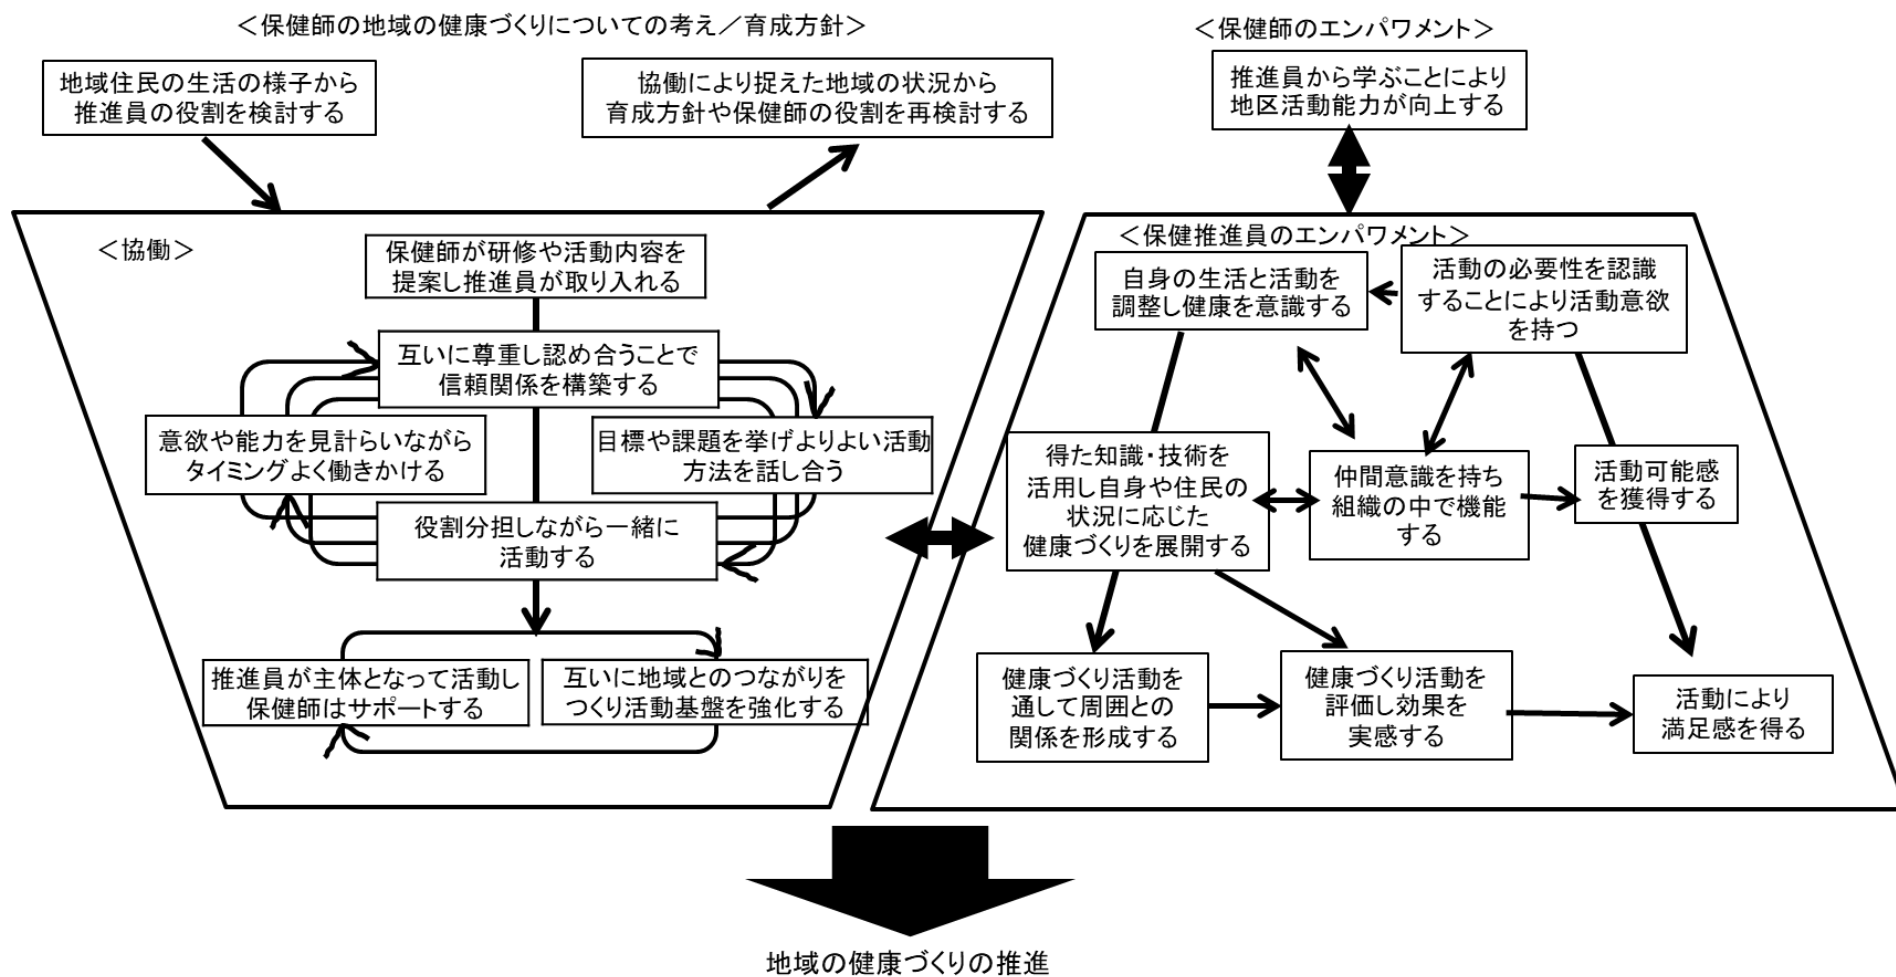 ＜保健師の地域の健康づくりについての考え／育成方針＞
地域住民の生活の様子から
推進員の役割を検討する
協働により捉えた地域の状況から
育成方針や保健師の役割を再検討する
＜保健師のエンパワメント＞
推進員から学ぶことにより
地区活動能力が向上する
＜協働＞
保健師が研修や活動内容を
提案し推進員が取り入れる
互いに尊重し認め合うことで
信頼関係を構築する
意欲や能力を見計らいながら
タイミングよく働きかける
目標や課題を挙げよりよい活動
方法を話し合う
役割分担しながら一緒に
活動する
推進員が主体となって活動し
保健師はサポートする
互いに地域とのつながりを
つくり活動基盤を強化する
＜保健推進員のエンパワメント＞
自身の生活と活動を
調整し健康を意識する
活動の必要性を認識
することにより活動意欲
を持つ
得た知識・技術を
活用し自身や住民の
状況に応じた
健康づくりを展開する
仲間意識を持ち
組織の中で機能
する
活動可能感
を獲得する
健康づくり活動を
通して周囲との
関係を形成する
健康づくり活動を
評価し効果を
実感する
活動により
満足感を得る
地域の健康づくりの推進